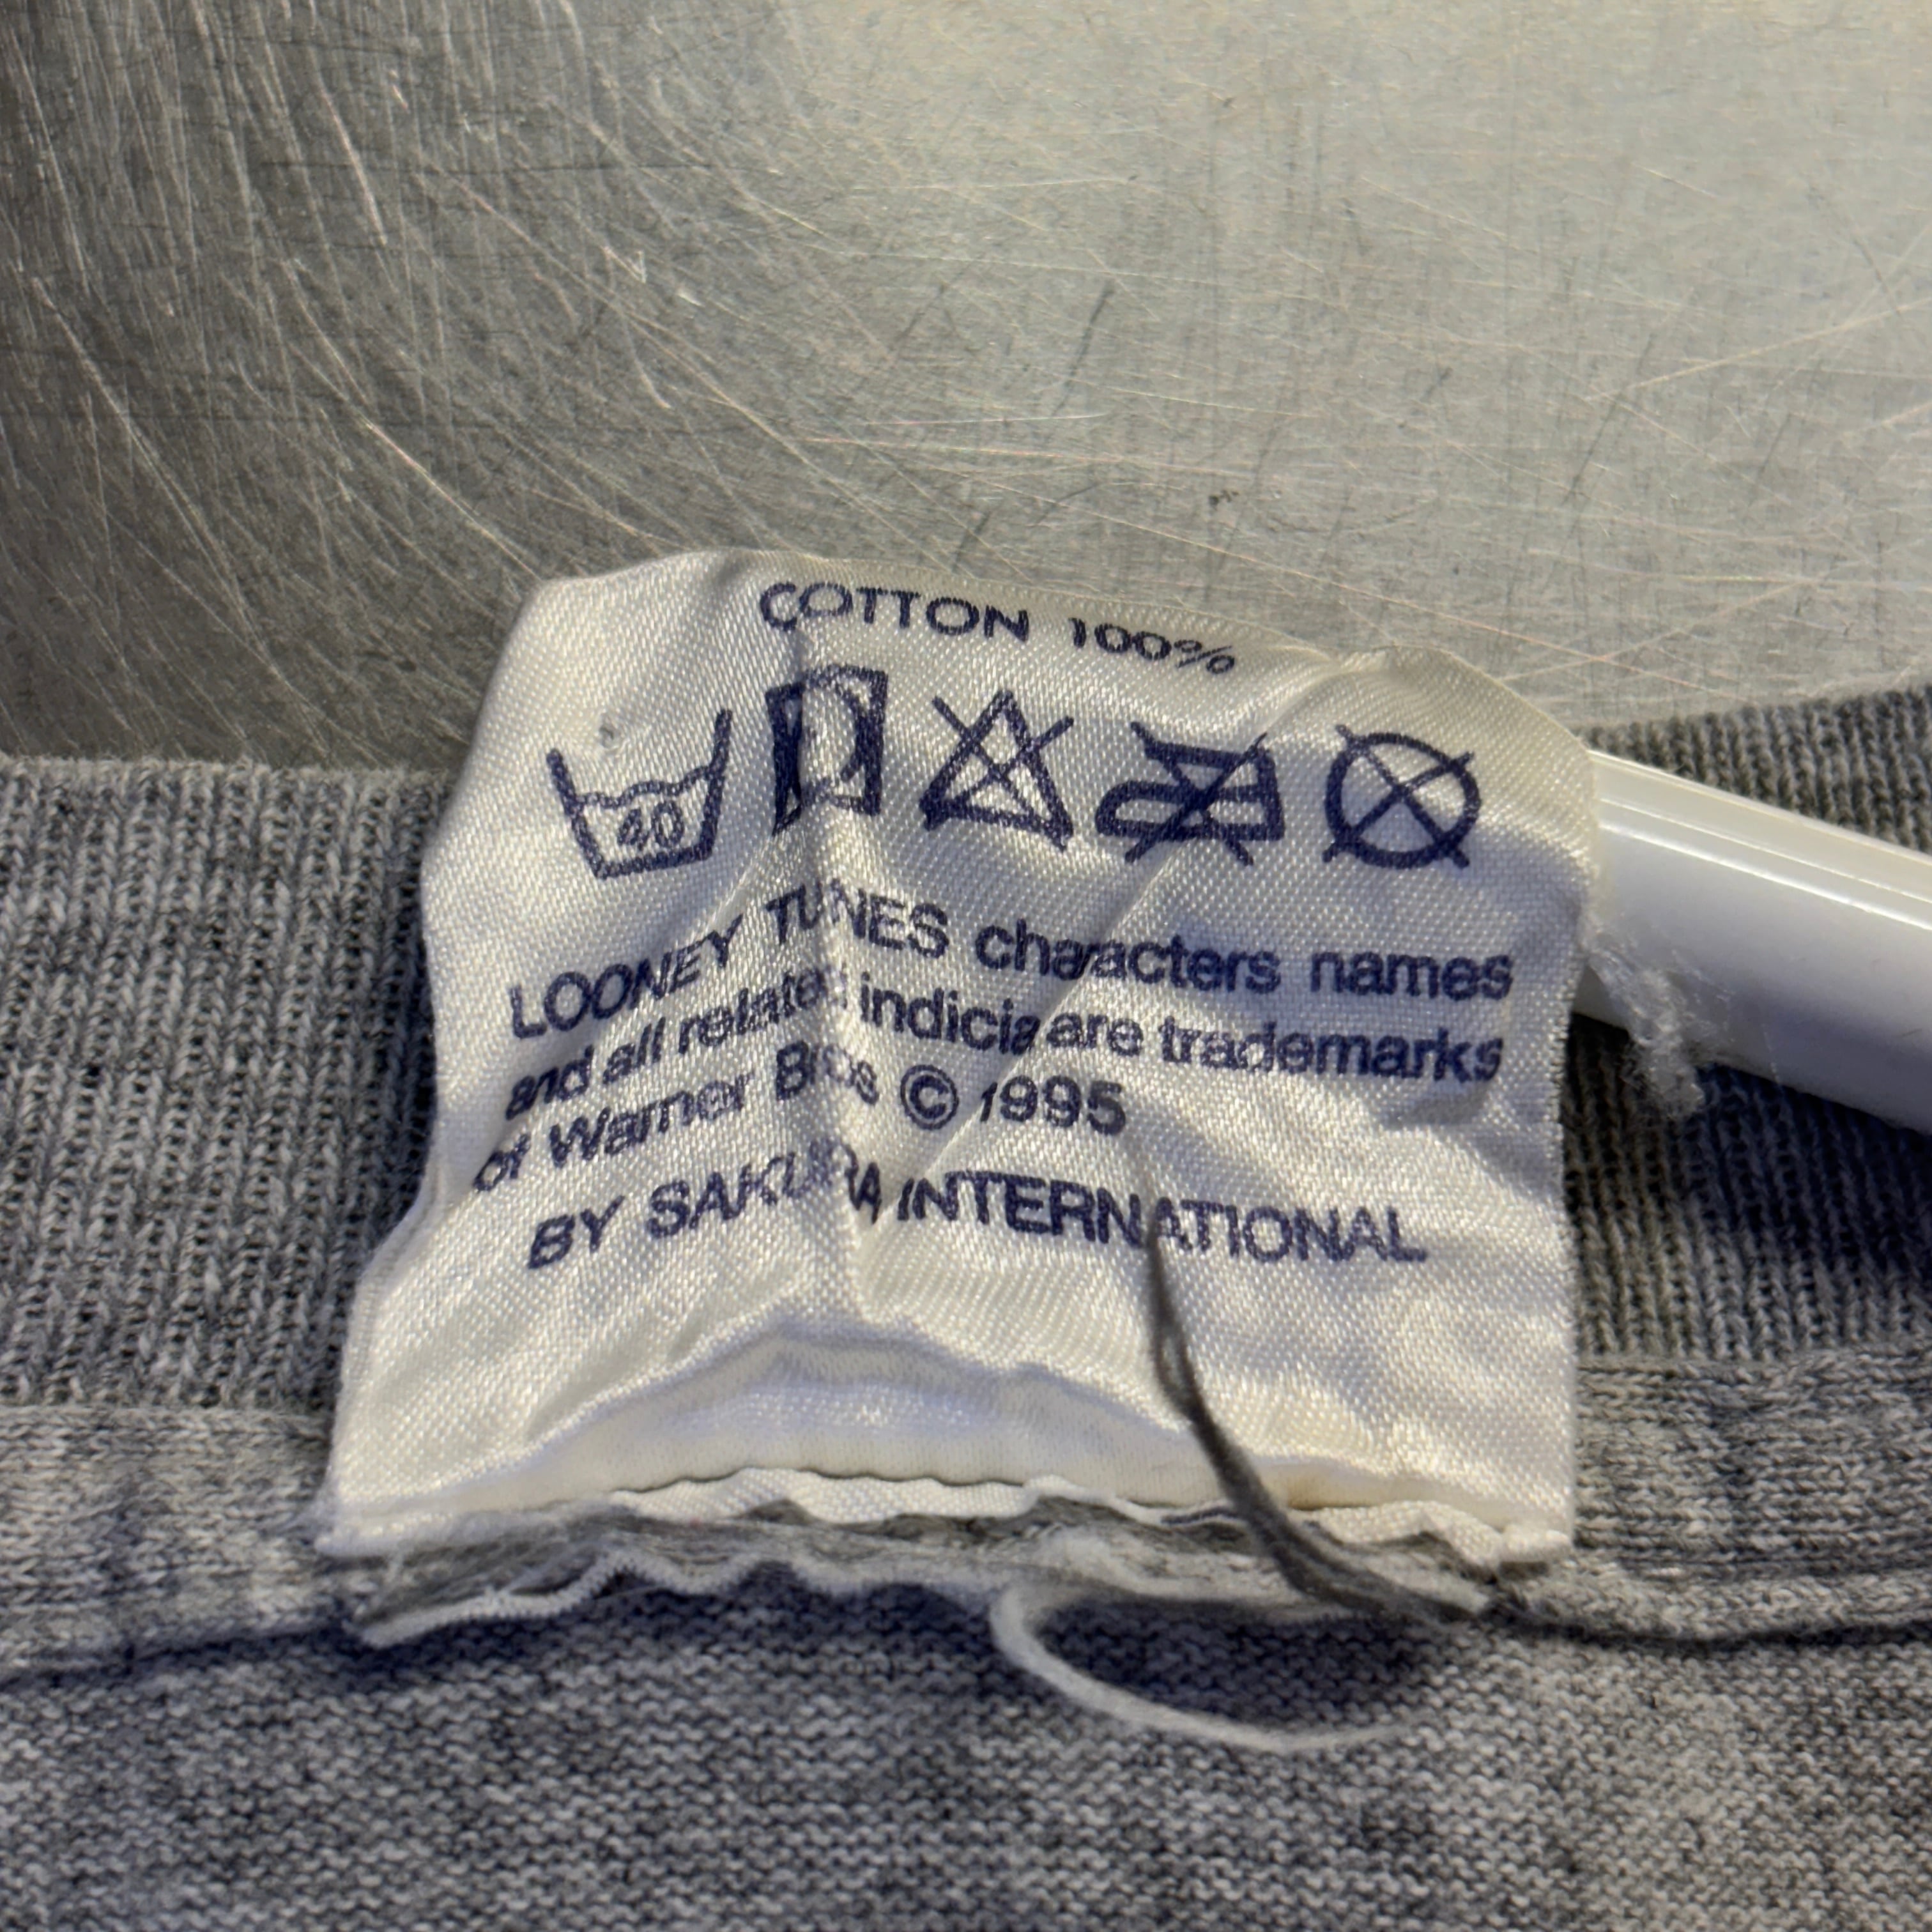 COTTON 100%
40
LOONEY TUNES characters names
and all related indicia are trademarks
of Warner Bros © 1995
BY SAKURA INTERNATIONAL